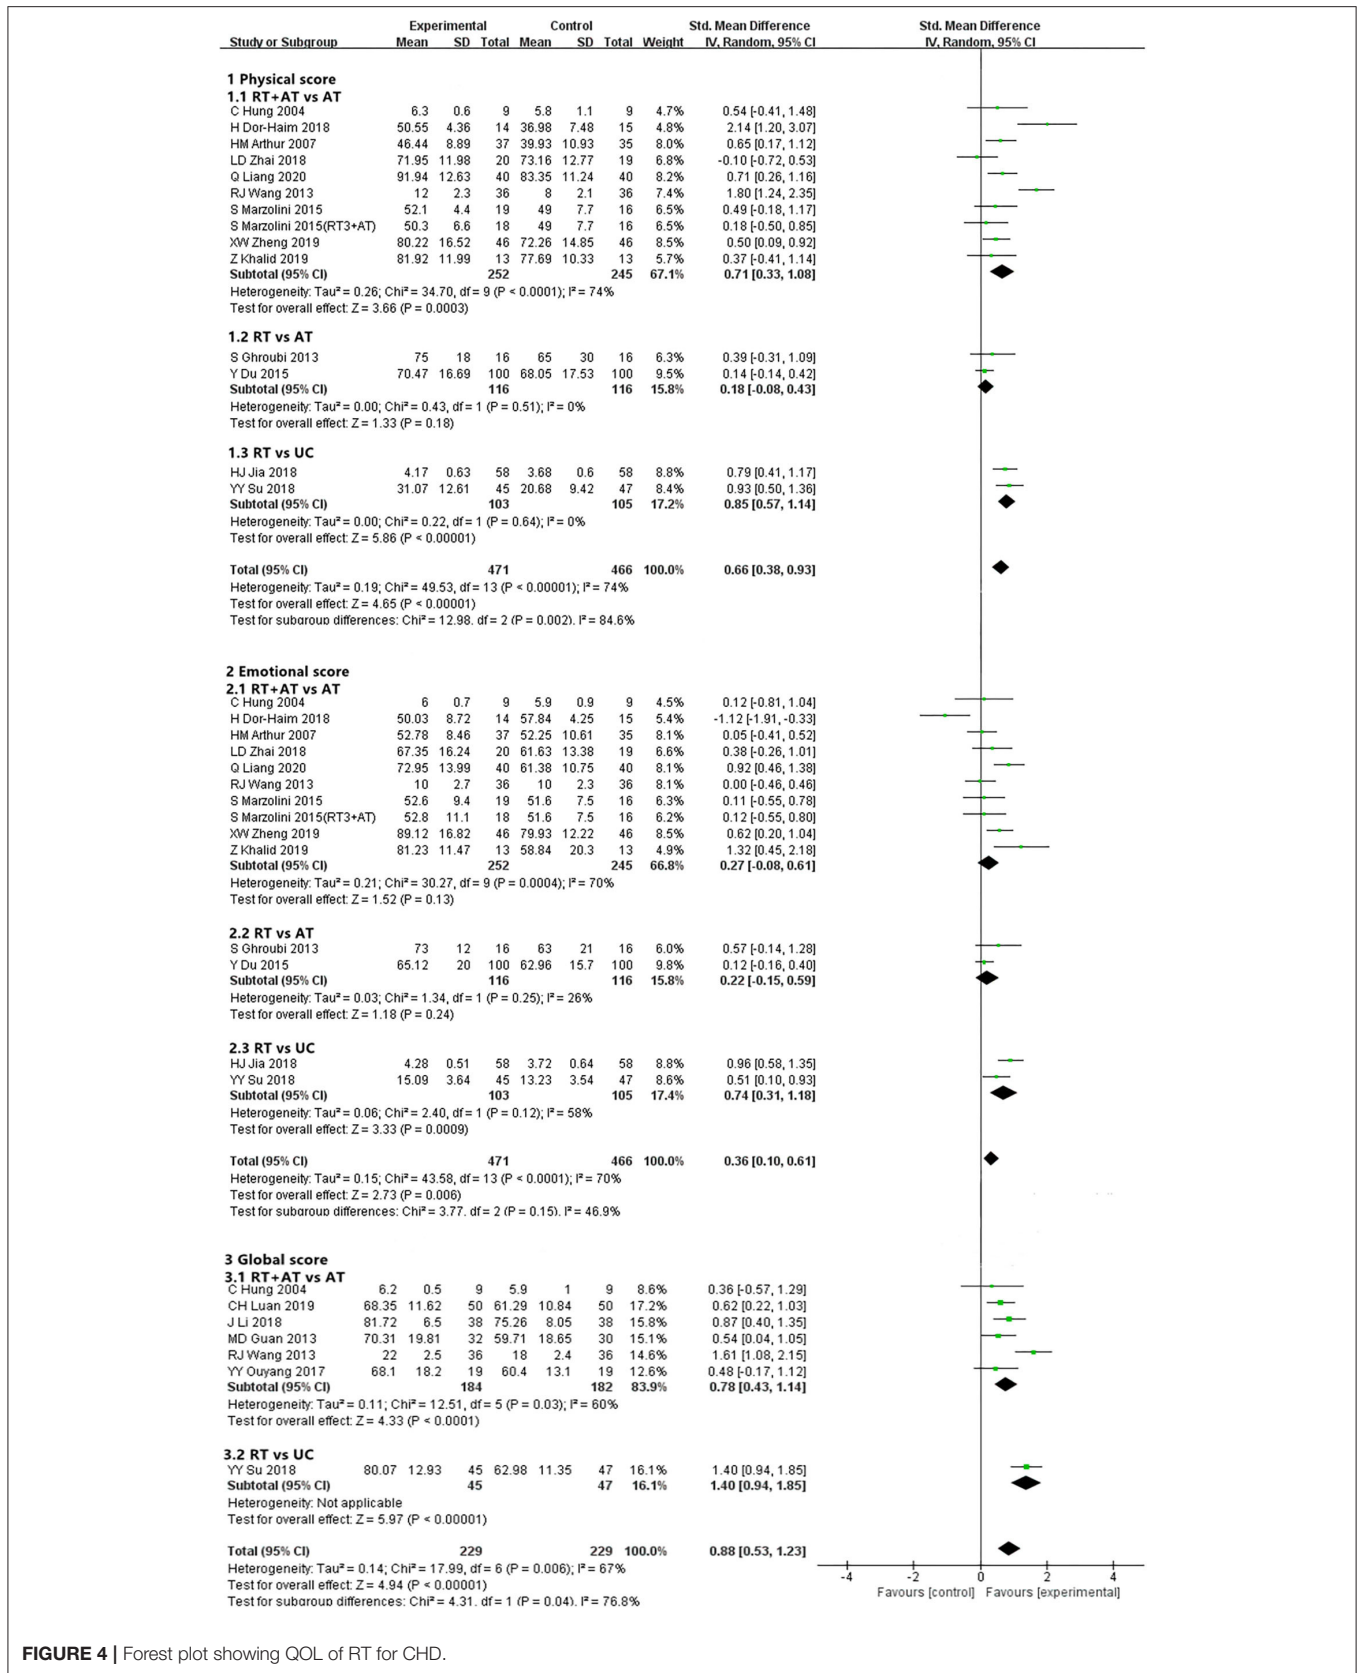 Experimental Control Std. Mean Difference Std. Mean Difference
Study or Subgroup Mean SD Total Mean SD Total Weight IV, Random, 95% CI IV, Random, 95% CI
1 Physical score
1.1 RT+AT vs AT
C Hung 2004 6.3 0.6 9 5.8 1.1 9 4.7% 0.54 [-0.41, 1.48]
H Dor-Haim 2018 50.55 4.36 14 36.98 7.48 15 4.8% 2.14 [1.20, 3.07]
HM Arthur 2007 46.44 8.89 37 39.93 10.93 35 8.0% 0.65 [0.17, 1.12]
LD Zhai 2018 71.95 11.98 20 73.16 12.77 19 6.8% -0.10 [-0.72, 0.53]
Q Liang 2020 91.94 12.63 40 83.35 11.24 40 8.2% 0.71 [0.26, 1.16]
RJ Wang 2013 12 2.3 36 8 2.1 36 7.4% 1.80 [1.24, 2.35]
S Marzolini 2015 52.1 4.4 19 49 7.7 16 6.5% 0.49 [-0.18, 1.17]
S Marzolini 2015(RT3+AT) 50.3 6.6 18 49 7.7 16 6.5% 0.18 [-0.50, 0.85]
XW Zheng 2019 80.22 16.52 46 72.26 14.85 46 8.5% 0.50 [0.09, 0.92]
Z Khalid 2019 81.92 11.99 13 77.69 10.33 13 5.8% 0.37 [-0.41, 1.14]
Subtotal (95% CI) 252 245 67.1% 0.71 [0.33, 1.08]
Heterogeneity: Tau² = 0.26; Chi² = 34.70, df = 9 (P < 0.0001); I² = 74%
Test for overall effect: Z = 3.66 (P = 0.0003)
1.2 RT vs AT
S Ghroubi 2013 75 18 16 65 30 16 6.3% 0.39 [-0.31, 1.09]
Y Du 2015 70.47 16.69 100 68.05 17.53 100 9.5% 0.14 [-0.14, 0.42]
Subtotal (95% CI) 116 116 15.8% 0.18 [-0.08, 0.43]
Heterogeneity: Tau² = 0.00; Chi² = 0.43, df = 1 (P = 0.51); I² = 0%
Test for overall effect: Z = 1.33 (P = 0.18)
1.3 RT vs UC
HJ Jia 2018 4.17 0.63 58 3.68 0.6 58 8.8% 0.79 [0.41, 1.17]
YY Su 2018 31.07 12.61 45 20.68 9.42 47 8.4% 0.93 [0.50, 1.36]
Subtotal (95% CI) 103 105 17.2% 0.85 [0.57, 1.14]
Heterogeneity: Tau² = 0.00; Chi² = 0.22, df = 1 (P = 0.64); I² = 0%
Test for overall effect: Z = 5.86 (P < 0.00001)
Total (95% CI) 471 466 100.0% 0.66 [0.38, 0.93]
Heterogeneity: Tau² = 0.19; Chi² = 49.53, df = 13 (P < 0.00001); I² = 74%
Test for overall effect: Z = 4.65 (P < 0.00001)
Test for subgroup differences: Chi² = 12.98. df = 2 (P = 0.002). I² = 84.6%
2 Emotional score
2.1 RT+AT vs AT
C Hung 2004 6 0.7 9 5.9 0.9 9 4.5% 0.12 [-0.81, 1.04]
H Dor-Haim 2018 50.03 8.72 14 57.84 4.25 15 5.4% -1.12 [-1.91, -0.33]
HM Arthur 2007 52.78 8.46 37 52.25 10.61 35 8.1% 0.05 [-0.41, 0.52]
LD Zhai 2018 67.35 16.24 20 61.63 13.38 19 6.6% 0.38 [-0.26, 1.01]
Q Liang 2020 72.95 13.99 40 61.38 10.75 40 8.1% 0.92 [0.46, 1.38]
RJ Wang 2013 10 2.7 36 10 2.3 36 8.1% 0.00 [-0.46, 0.46]
S Marzolini 2015 52.6 9.4 19 51.6 7.5 16 6.3% 0.11 [-0.55, 0.78]
S Marzolini 2015(RT3+AT) 52.8 11.1 18 51.6 7.5 16 6.2% 0.12 [-0.55, 0.80]
XW Zheng 2019 89.12 16.82 46 79.93 12.22 46 8.5% 0.62 [0.20, 1.04]
Z Khalid 2019 81.23 11.47 13 58.84 20.3 13 4.9% 1.32 [0.45, 2.18]
Subtotal (95% CI) 252 245 66.8% 0.27 [-0.08, 0.61]
Heterogeneity: Tau² = 0.21; Chi² = 30.27, df = 9 (P = 0.0004); I² = 70%
Test for overall effect: Z = 1.52 (P = 0.13)
2.2 RT vs AT
S Ghroubi 2013 73 12 16 63 21 16 6.0% 0.57 [-0.14, 1.28]
Y Du 2015 65.12 20 100 62.96 15.7 100 9.8% 0.12 [-0.16, 0.40]
Subtotal (95% CI) 116 116 15.8% 0.22 [-0.15, 0.59]
Heterogeneity: Tau² = 0.03; Chi² = 1.34, df = 1 (P = 0.25); I² = 26%
Test for overall effect: Z = 1.18 (P = 0.24)
2.3 RT vs UC
HJ Jia 2018 4.28 0.51 58 3.72 0.64 58 8.8% 0.96 [0.58, 1.35]
YY Su 2018 15.09 3.64 45 13.23 3.54 47 8.6% 0.51 [0.10, 0.93]
Subtotal (95% CI) 103 105 17.4% 0.74 [0.31, 1.18]
Heterogeneity: Tau² = 0.06; Chi² = 2.40, df = 1 (P = 0.12); I² = 58%
Test for overall effect: Z = 3.33 (P = 0.0009)
Total (95% CI) 471 466 100.0% 0.36 [0.10, 0.61]
Heterogeneity: Tau² = 0.15; Chi² = 43.58, df = 13 (P < 0.0001); I² = 70%
Test for overall effect: Z = 2.73 (P = 0.006)
Test for subgroup differences: Chi² = 3.77. df = 2 (P = 0.15). I² = 46.9%
3 Global score
3.1 RT+AT vs AT
C Hung 2004 6.2 0.5 9 5.9 1 9 8.6% 0.36 [-0.57, 1.29]
CH Luan 2019 68.35 11.62 50 61.29 10.84 50 17.2% 0.62 [0.22, 1.03]
J Li 2018 81.72 6.5 38 75.26 8.05 38 15.8% 0.87 [0.40, 1.35]
MD Guan 2013 70.31 19.81 32 59.71 18.65 30 15.1% 0.54 [0.04, 1.05]
RJ Wang 2013 22 2.5 36 18 2.4 36 14.6% 1.61 [1.08, 2.15]
YY Ouyang 2017 68.1 18.2 19 60.4 13.1 19 12.6% 0.48 [-0.17, 1.12]
Subtotal (95% CI) 184 182 83.9% 0.78 [0.43, 1.14]
Heterogeneity: Tau² = 0.11; Chi² = 12.51, df = 5 (P = 0.03); I² = 60%
Test for overall effect: Z = 4.33 (P < 0.0001)
3.2 RT vs UC
YY Su 2018 80.07 12.93 45 62.98 11.35 47 16.1% 1.40 [0.94, 1.85]
Subtotal (95% CI) 45 47 16.1% 1.40 [0.94, 1.85]
Heterogeneity: Not applicable
Test for overall effect: Z = 5.97 (P < 0.00001)
Total (95% CI) 229 229 100.0% 0.88 [0.53, 1.23]
Heterogeneity: Tau² = 0.14; Chi² = 17.99, df = 6 (P = 0.006); I² = 67%
Test for overall effect: Z = 4.94 (P < 0.00001)
Test for subgroup differences: Chi² = 4.31. df = 1 (P = 0.04). I² = 76.8%
-4 -2 0 2 4
Favours [control] Favours [experimental]
FIGURE 4 | Forest plot showing QOL of RT for CHD.